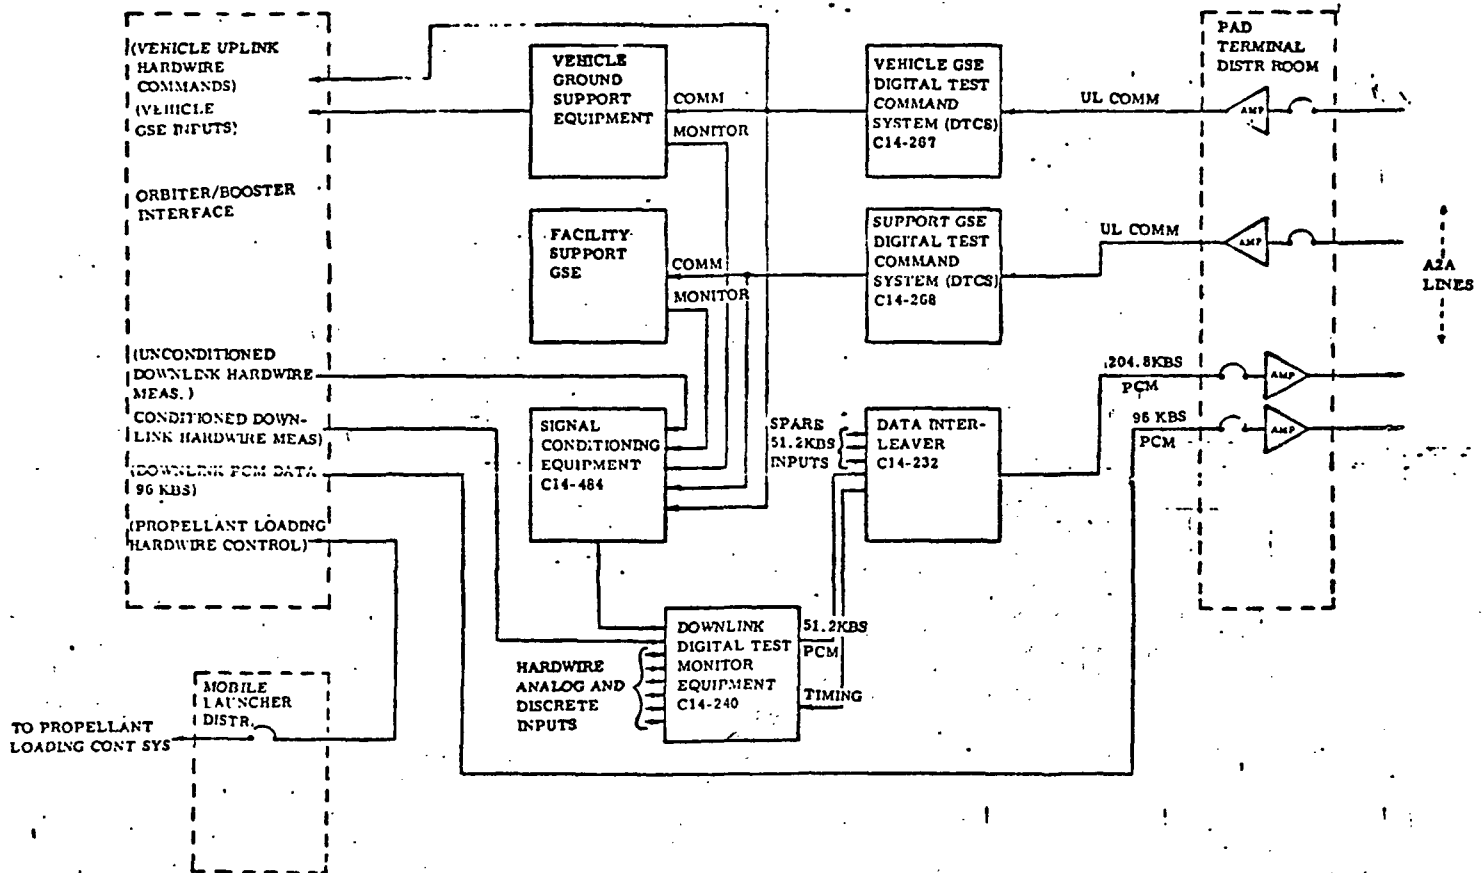 (VEHICLE UPLINK
HARDWIRE
COMMANDS)
(VEHICLE
GSE INPUTS)
ORBITER/BOOSTER
INTERFACE
(UNCONDITIONED
DOWNLINK HARDWIRE
MEAS.)
CONDITIONED DOWN-
LINK HARDWIRE MEAS)
(DOWNLINK PCM DATA
96 KBS)
(PROPELLANT LOADING
HARDWIRE CONTROL)
MOBILE
LAUNCHER
DISTR.
TO PROPELLANT
LOADING CONT SYS
VEHICLE
GROUND
SUPPORT
EQUIPMENT
COMM
MONITOR
FACILITY
SUPPORT
GSE
COMM
MONITOR
SIGNAL
CONDITIONING
EQUIPMENT
C14-484
HARDWIRE
ANALOG AND
DISCRETE
INPUTS
DOWNLINK
DIGITAL TEST
MONITOR
EQUIPMENT
C14-240
51.2KBS
PCM
TIMING
VEHICLE GSE
DIGITAL TEST
COMMAND
SYSTEM (DTCS)
C14-267
SUPPORT GSE
DIGITAL TEST
COMMAND
SYSTEM (DTCS)
C14-268
SPARE
51.2KBS
INPUTS
DATA INTER-
LEAVER
C14-232
UL COMM
UL COMM
204.8KBS
PCM
96 KBS
PCM
PAD
TERMINAL
DISTR ROOM
AMP
AMP
AMP
AMP
A2A
LINES